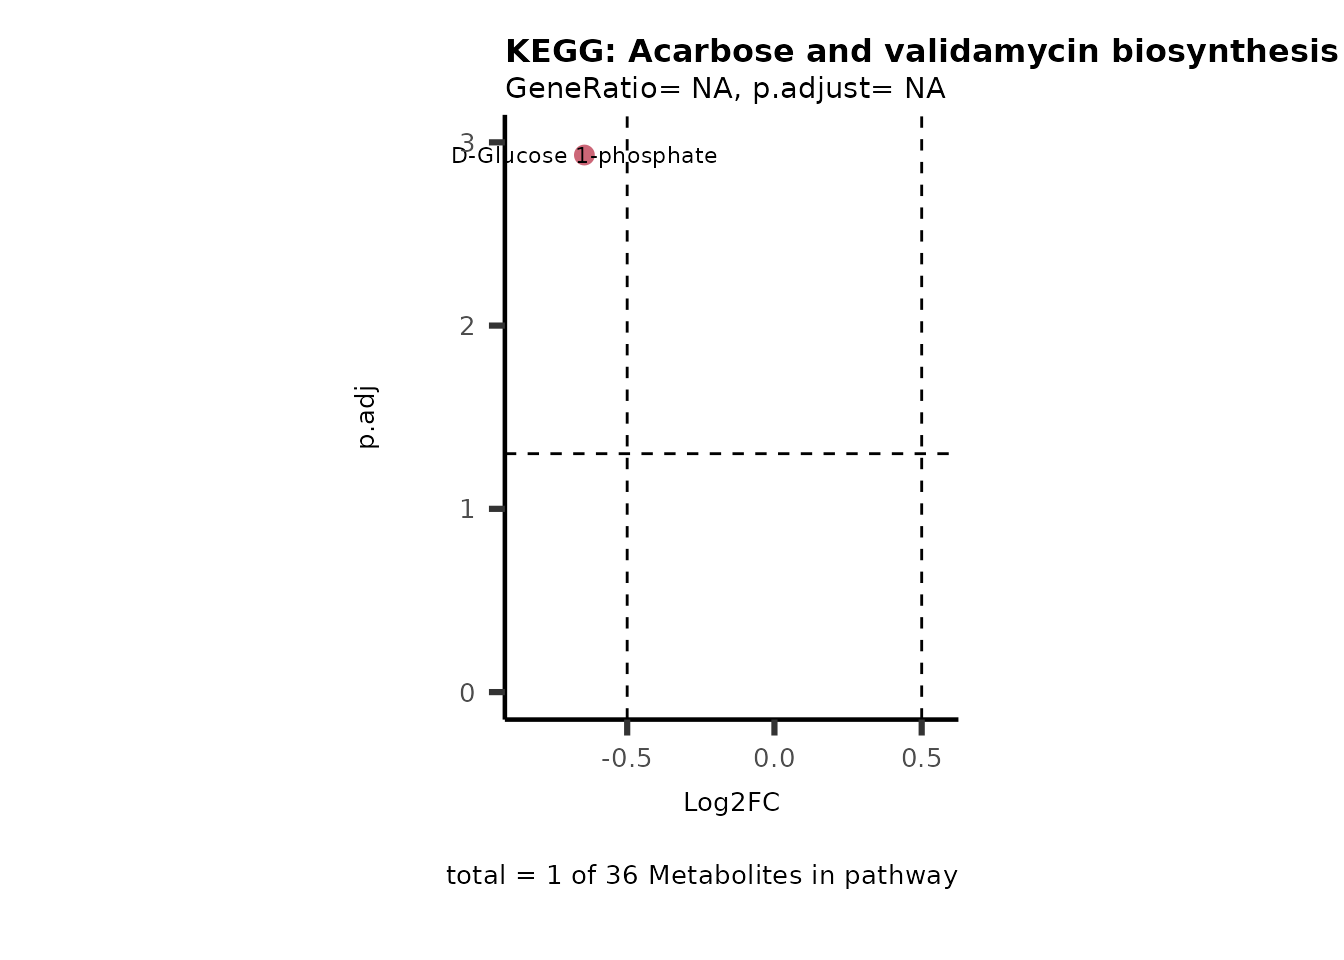 KEGG: Acarbose and validamycin biosynthesis
GeneRatio= NA, p.adjust= NA
3
D-Glucose 1-phosphate
2
p.adj
1
0
-0.5 0.0 0.5
Log2FC
total = 1 of 36 Metabolites in pathway